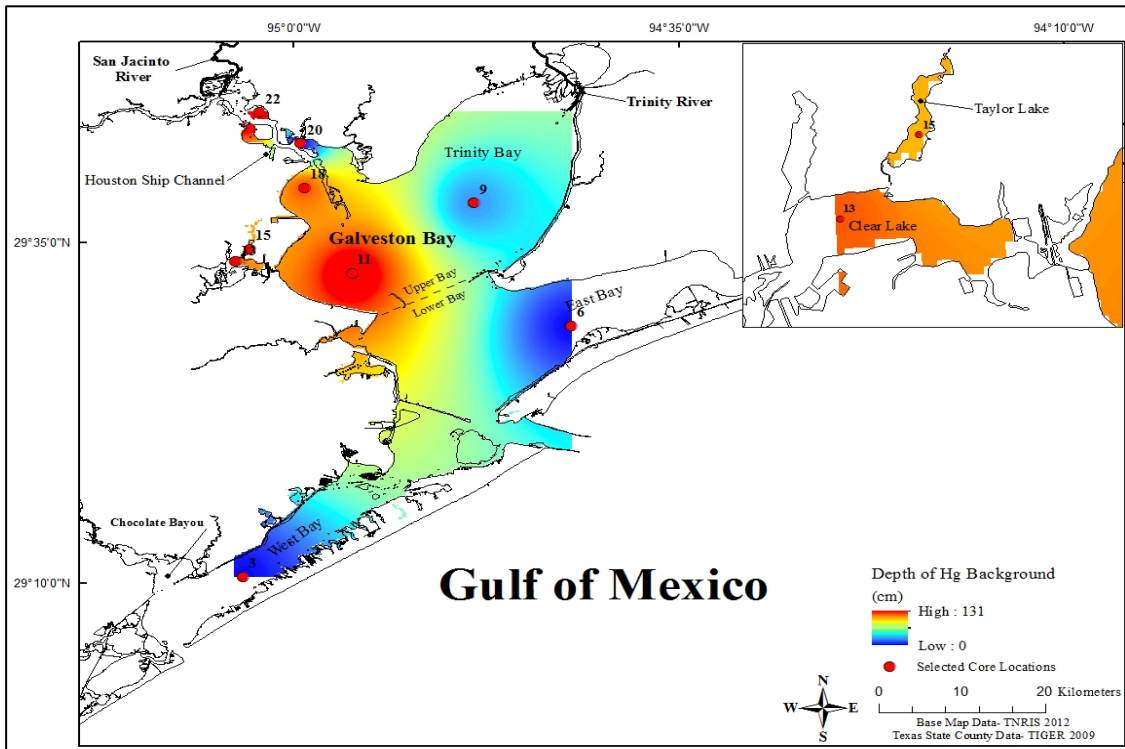 95°0'0"W
94°35'0"W
94°10'0"W
San Jacinto
River
22
20
Trinity River
Taylor Lake
15
Trinity Bay
Houston Ship Channel
18
9
13
Clear Lake
29°35'0"N
15
Galveston Bay
11
Upper Bay
Lower Bay
East Bay
6
Chocolate Bayou
West Bay
3
29°10'0"N
Gulf of Mexico
Depth of Hg Background
(cm)
High : 131
Low : 0
Selected Core Locations
N
W
E
S
0 10 20 Kilometers
Base Map Data- TNRIS 2012
Texas State County Data- TIGER 2009